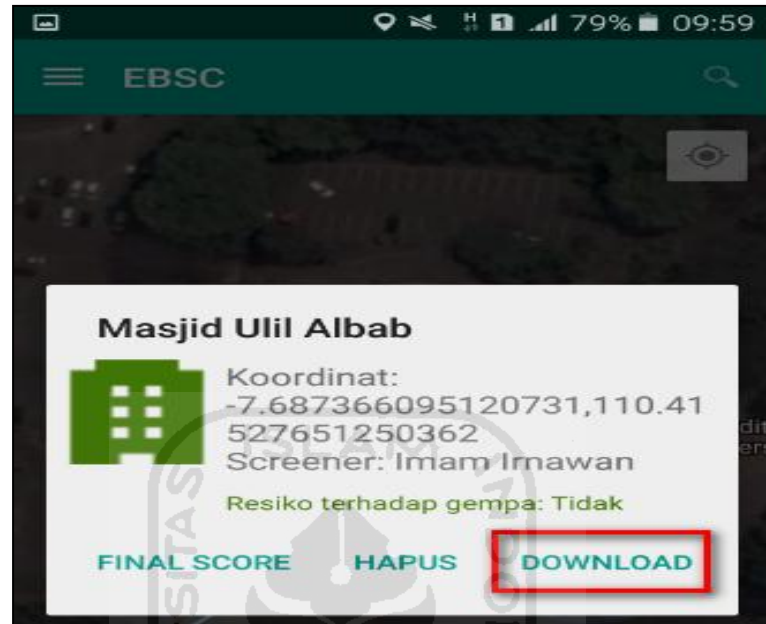 79% 09:59
EBSC
Masjid Ulil Albab
Koordinat:
-7.687366095120731,110.41
527651250362
Screener: Imam Irnawan
Resiko terhadap gempa: Tidak
FINAL SCORE HAPUS DOWNLOAD